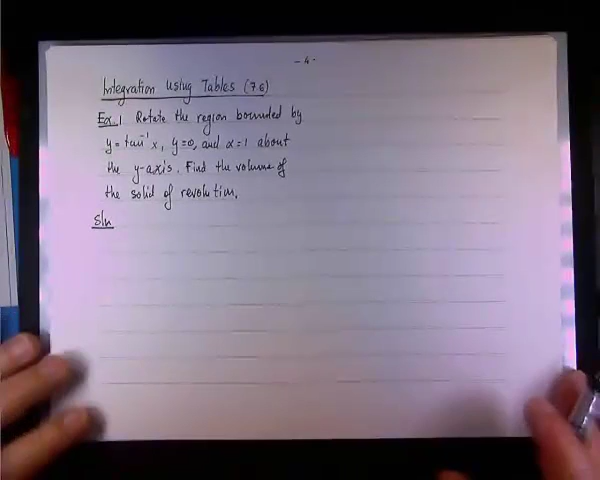 - 4 -
Integration using Tables (7.6)
Ex.1 Rotate the region bounded by
y = tan⁻¹ x, y=0, and x=1 about
the y-axis. Find the volume of
the solid of revolution.
Sln